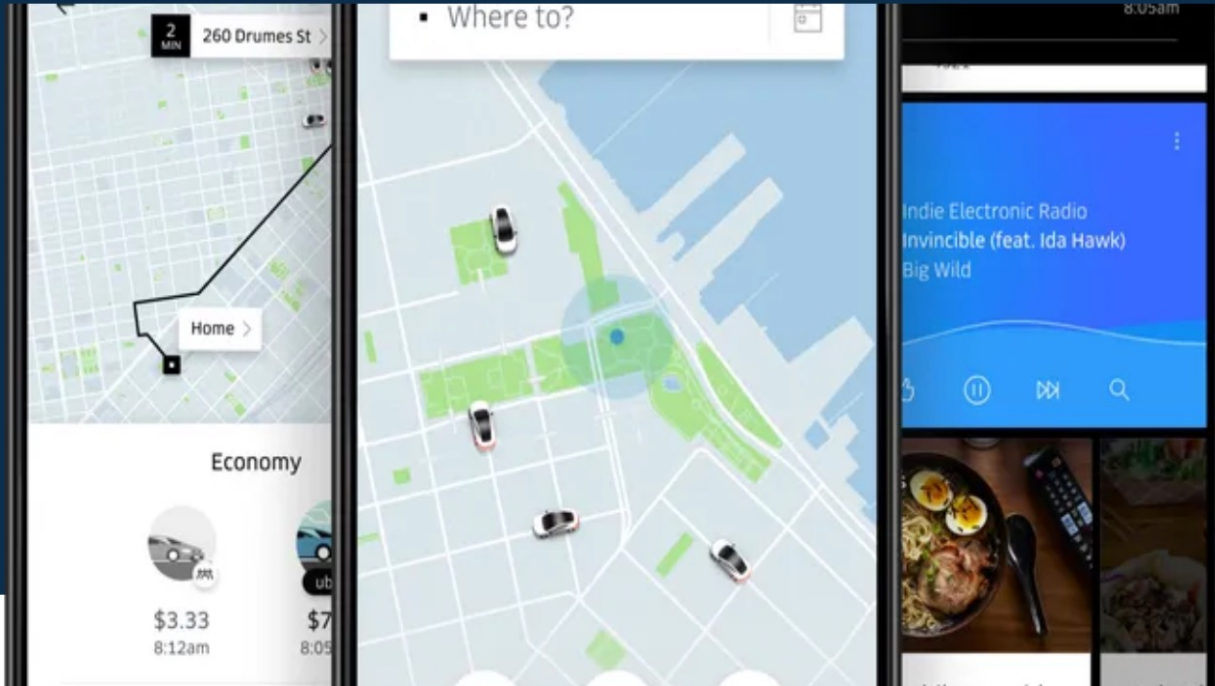 2
MIN
260 Drumes St
Home
Economy
$3.33
8:12am
ub
$7
8:05
Where to?
8:05am
Indie Electronic Radio
Invincible (feat. Ida Hawk)
Big Wild